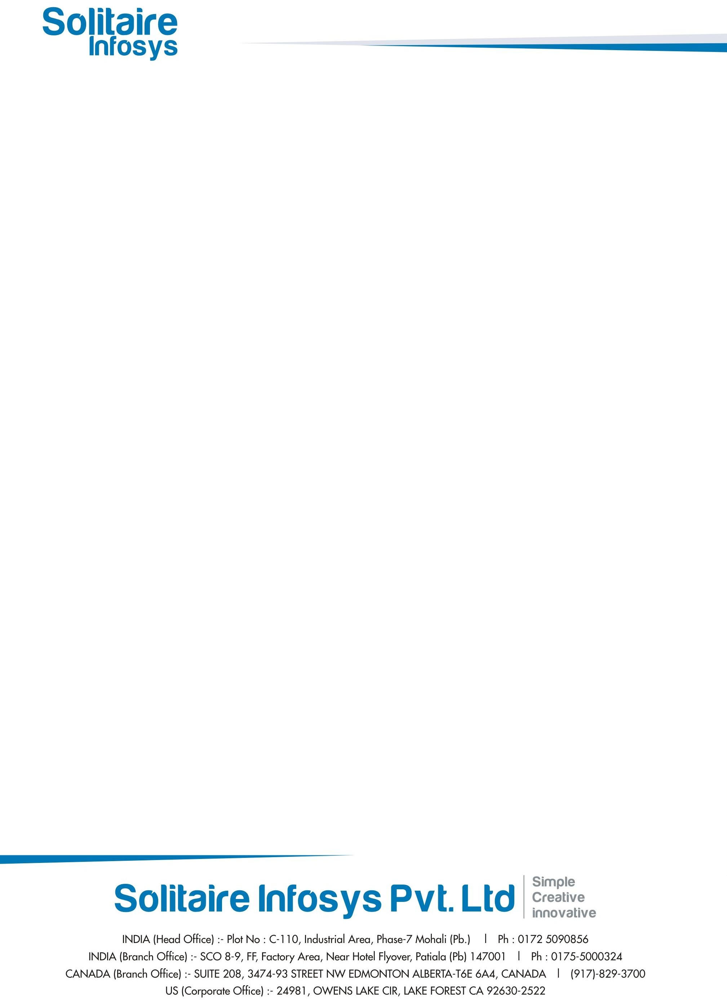 Solitaire
Infosys
Solitaire Infosys Pvt. Ltd
Simple
Creative
innovative
INDIA (Head Office) :- Plot No : C-110, Industrial Area, Phase-7 Mohali (Pb.) | Ph : 0172 5090856
INDIA (Branch Office) :- SCO 8-9, FF, Factory Area, Near Hotel Flyover, Patiala (Pb) 147001 | Ph : 0175-5000324
CANADA (Branch Office) :- SUITE 208, 3474-93 STREET NW EDMONTON ALBERTA-T6E 6A4, CANADA | (917)-829-3700
US (Corporate Office) :- 24981, OWENS LAKE CIR, LAKE FOREST CA 92630-2522